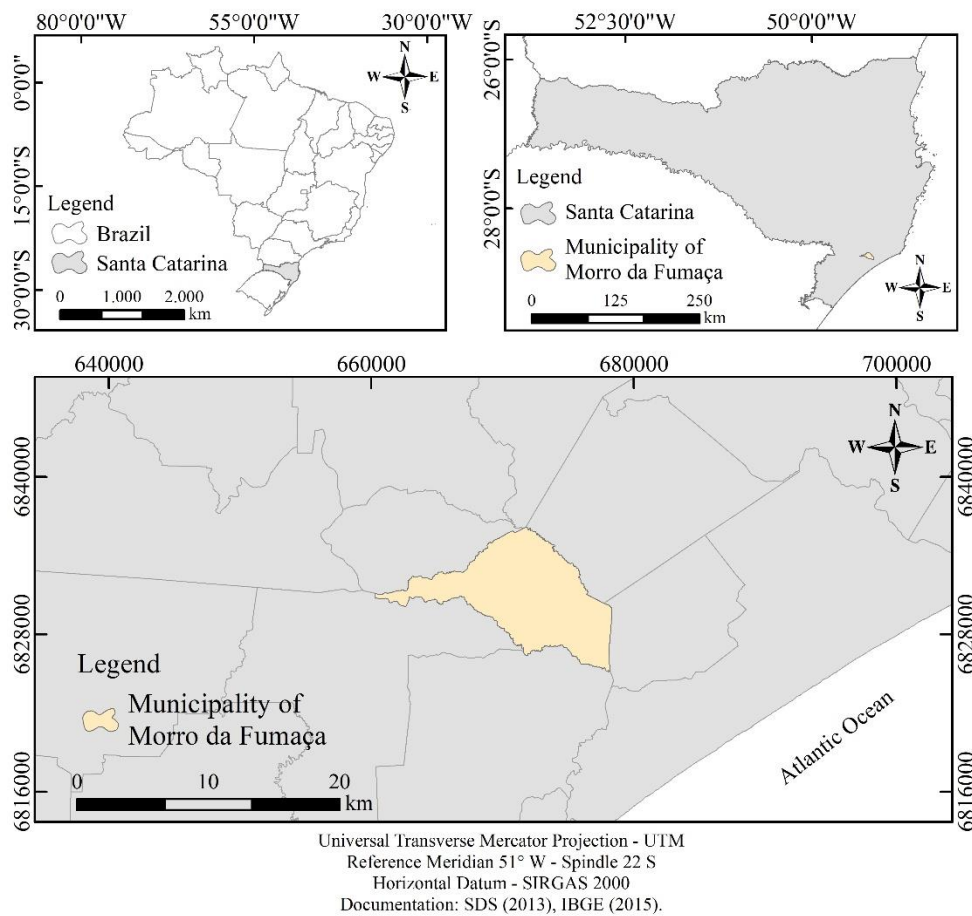 80°0'0"W 55°0'0"W 30°0'0"W
0°0'0"
15°0'0"S
30°0'0"S
N
W E
S
Legend
Brazil
Santa Catarina
0 1.000 2.000
km
52°30'0"W 50°0'0"W
26°0'0"S
28°0'0"S
Legend
Santa Catarina
Municipality of
Morro da Fumaça
0 125 250
km
N
W E
S
640000 660000 680000 700000
6840000 6840000
6828000 6828000
6816000 6816000
N
W E
S
Legend
Municipality of
Morro da Fumaça
0 10 20
km
Atlantic Ocean
Universal Transverse Mercator Projection - UTM
Reference Meridian 51° W - Spindle 22 S
Horizontal Datum - SIRGAS 2000
Documentation: SDS (2013), IBGE (2015).